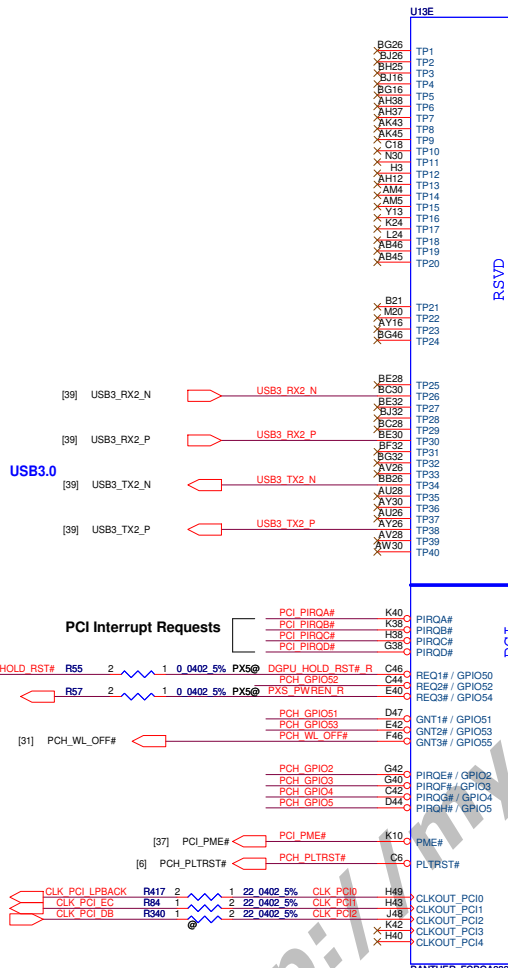 U13E
BG26 TP1
BJ26 TP2
BH25 TP3
BJ16 TP4
BG16 TP5
AH38 TP6
AH37 TP7
AK43 TP8
AK45 TP9
C18 TP10
N30 TP11
H3 TP12
AH12 TP13
AM4 TP14
AM5 TP15
Y13 TP16
K24 TP17
L24 TP18
AB46 TP19
AB45 TP20
RSVD
B21 TP21
M20 TP22
AY16 TP23
BG46 TP24
BE28 TP25
[39] USB3_RX2_N USB3_RX2_N BC30 TP26
BE32 TP27
BJ32 TP28
BC28 TP29
[39] USB3_RX2_P USB3_RX2_P BE30 TP30
BF32 TP31
BG32 TP32
USB3.0
AV26 TP33
[39] USB3_TX2_N USB3_TX2_N BB26 TP34
AU28 TP35
AY30 TP36
AU26 TP37
[39] USB3_TX2_P USB3_TX2_P AY26 TP38
AV28 TP39
AW30 TP40
PCI Interrupt Requests
PCI_PIRQA# K40 PIRQA#
PCI_PIRQB# K38 PIRQB#
PCI_PIRQC# H38 PIRQC#
PCI_PIRQD# G38 PIRQD#
HOLD_RST# R55 2 1 0_0402_5% PX5@ DGPU_HOLD_RST#_R C46 REQ1# / GPIO50
PCH_GPIO52 C44 REQ2# / GPIO52
R57 2 1 0_0402_5% PX5@ PXS_PWREN_R E40 REQ3# / GPIO54
PCH_GPIO51 D47 GNT1# / GPIO51
PCH_GPIO53 E42 GNT2# / GPIO53
[31] PCH_WL_OFF# PCH_WL_OFF# F46 GNT3# / GPIO55
PCH_GPIO2 G42 PIRQE# / GPIO2
PCH_GPIO3 G40 PIRQF# / GPIO3
PCH_GPIO4 C42 PIRQG# / GPIO4
PCH_GPIO5 D44 PIRQH# / GPIO5
[37] PCI_PME# PCI_PME# K10 PME#
[6] PCH_PLTRST# PCH_PLTRST# C6 PLTRST#
CLK_PCI_LPBACK R417 2 1 22_0402_5% CLK_PCI0 H49 CLKOUT_PCI0
CLK_PCI_EC R84 1 2 22_0402_5% CLK_PCI1 H43 CLKOUT_PCI1
CLK_PCI_DB R340 1 2 22_0402_5% CLK_PCI2 J48 CLKOUT_PCI2
@
K42 CLKOUT_PCI3
H40 CLKOUT_PCI4